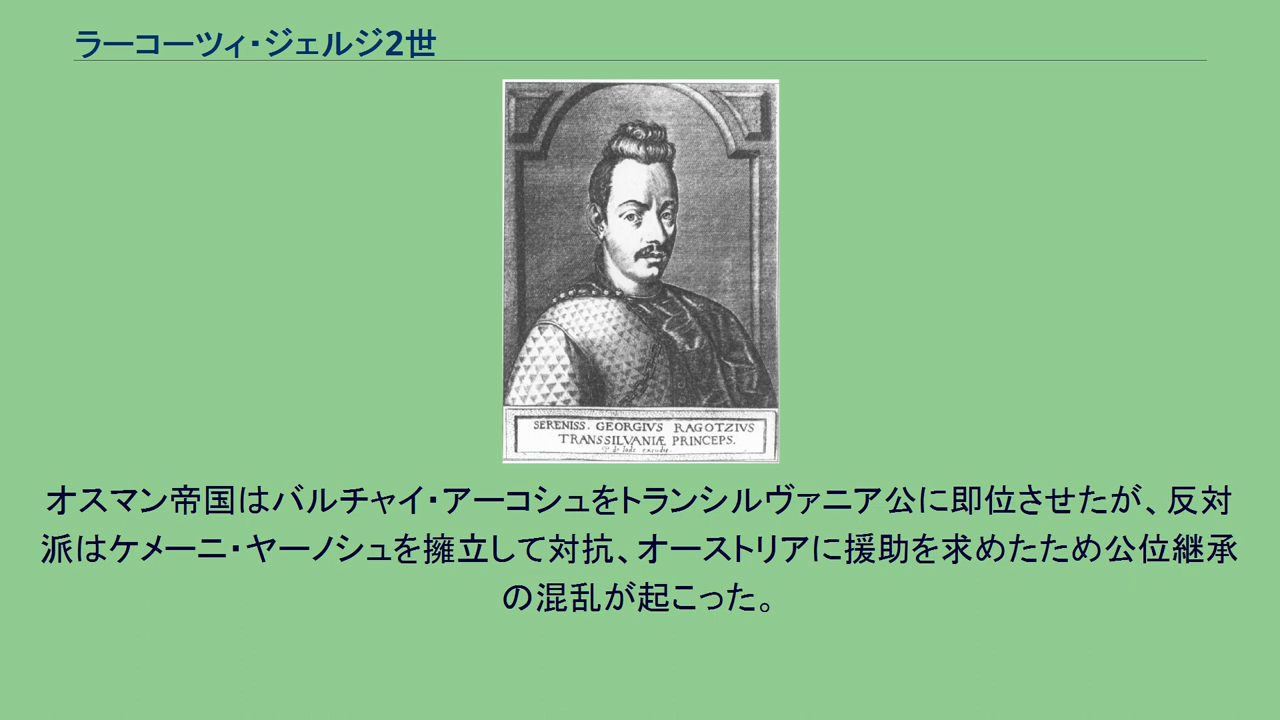 ラーコーツィ・ジェルジ2世
SERENISS. GEORGIVS RAGOTZIVS
TRANSSILVANIÆ PRINCEPS.
オスマン帝国はバルチャイ・アーコシュをトランシルヴァニア公に即位させたが、反対
派はケメーニ・ヤーノシュを擁立して対抗、オーストリアに援助を求めたため公位継承
の混乱が起こった。